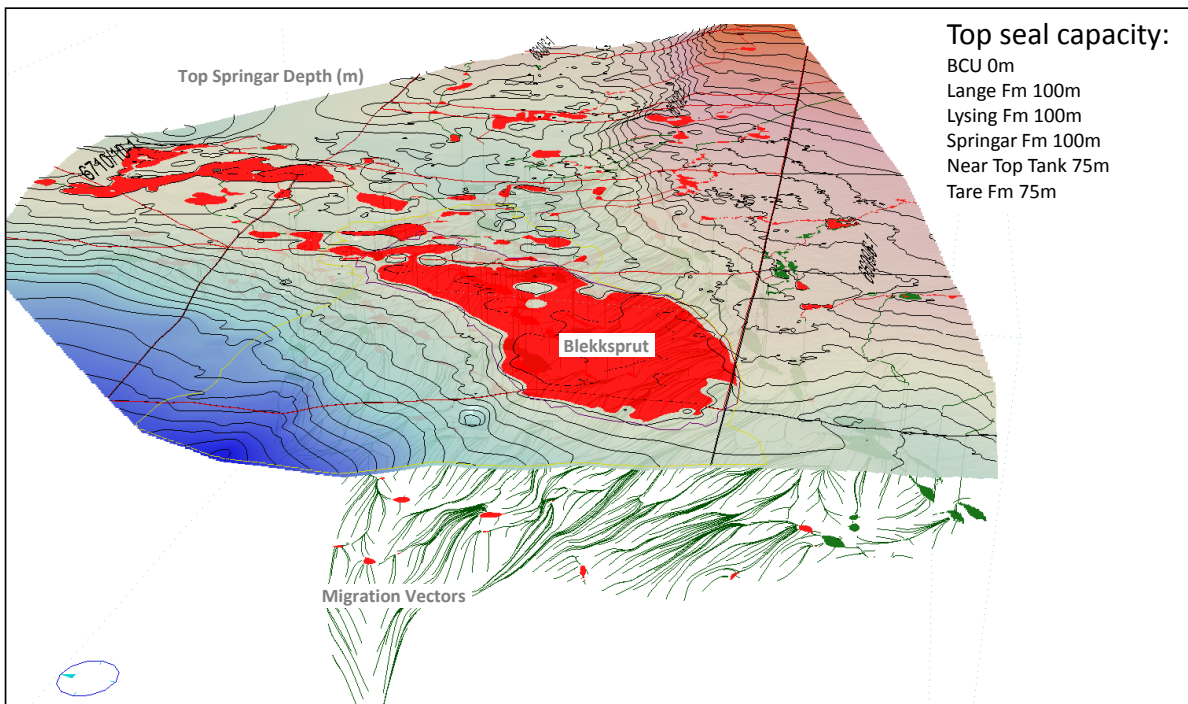 Top seal capacity:
BCU 0m
Lange Fm 100m
Lysing Fm 100m
Springar Fm 100m
Near Top Tank 75m
Tare Fm 75m
Top Springar Depth (m)
Blekksprut
Migration Vectors